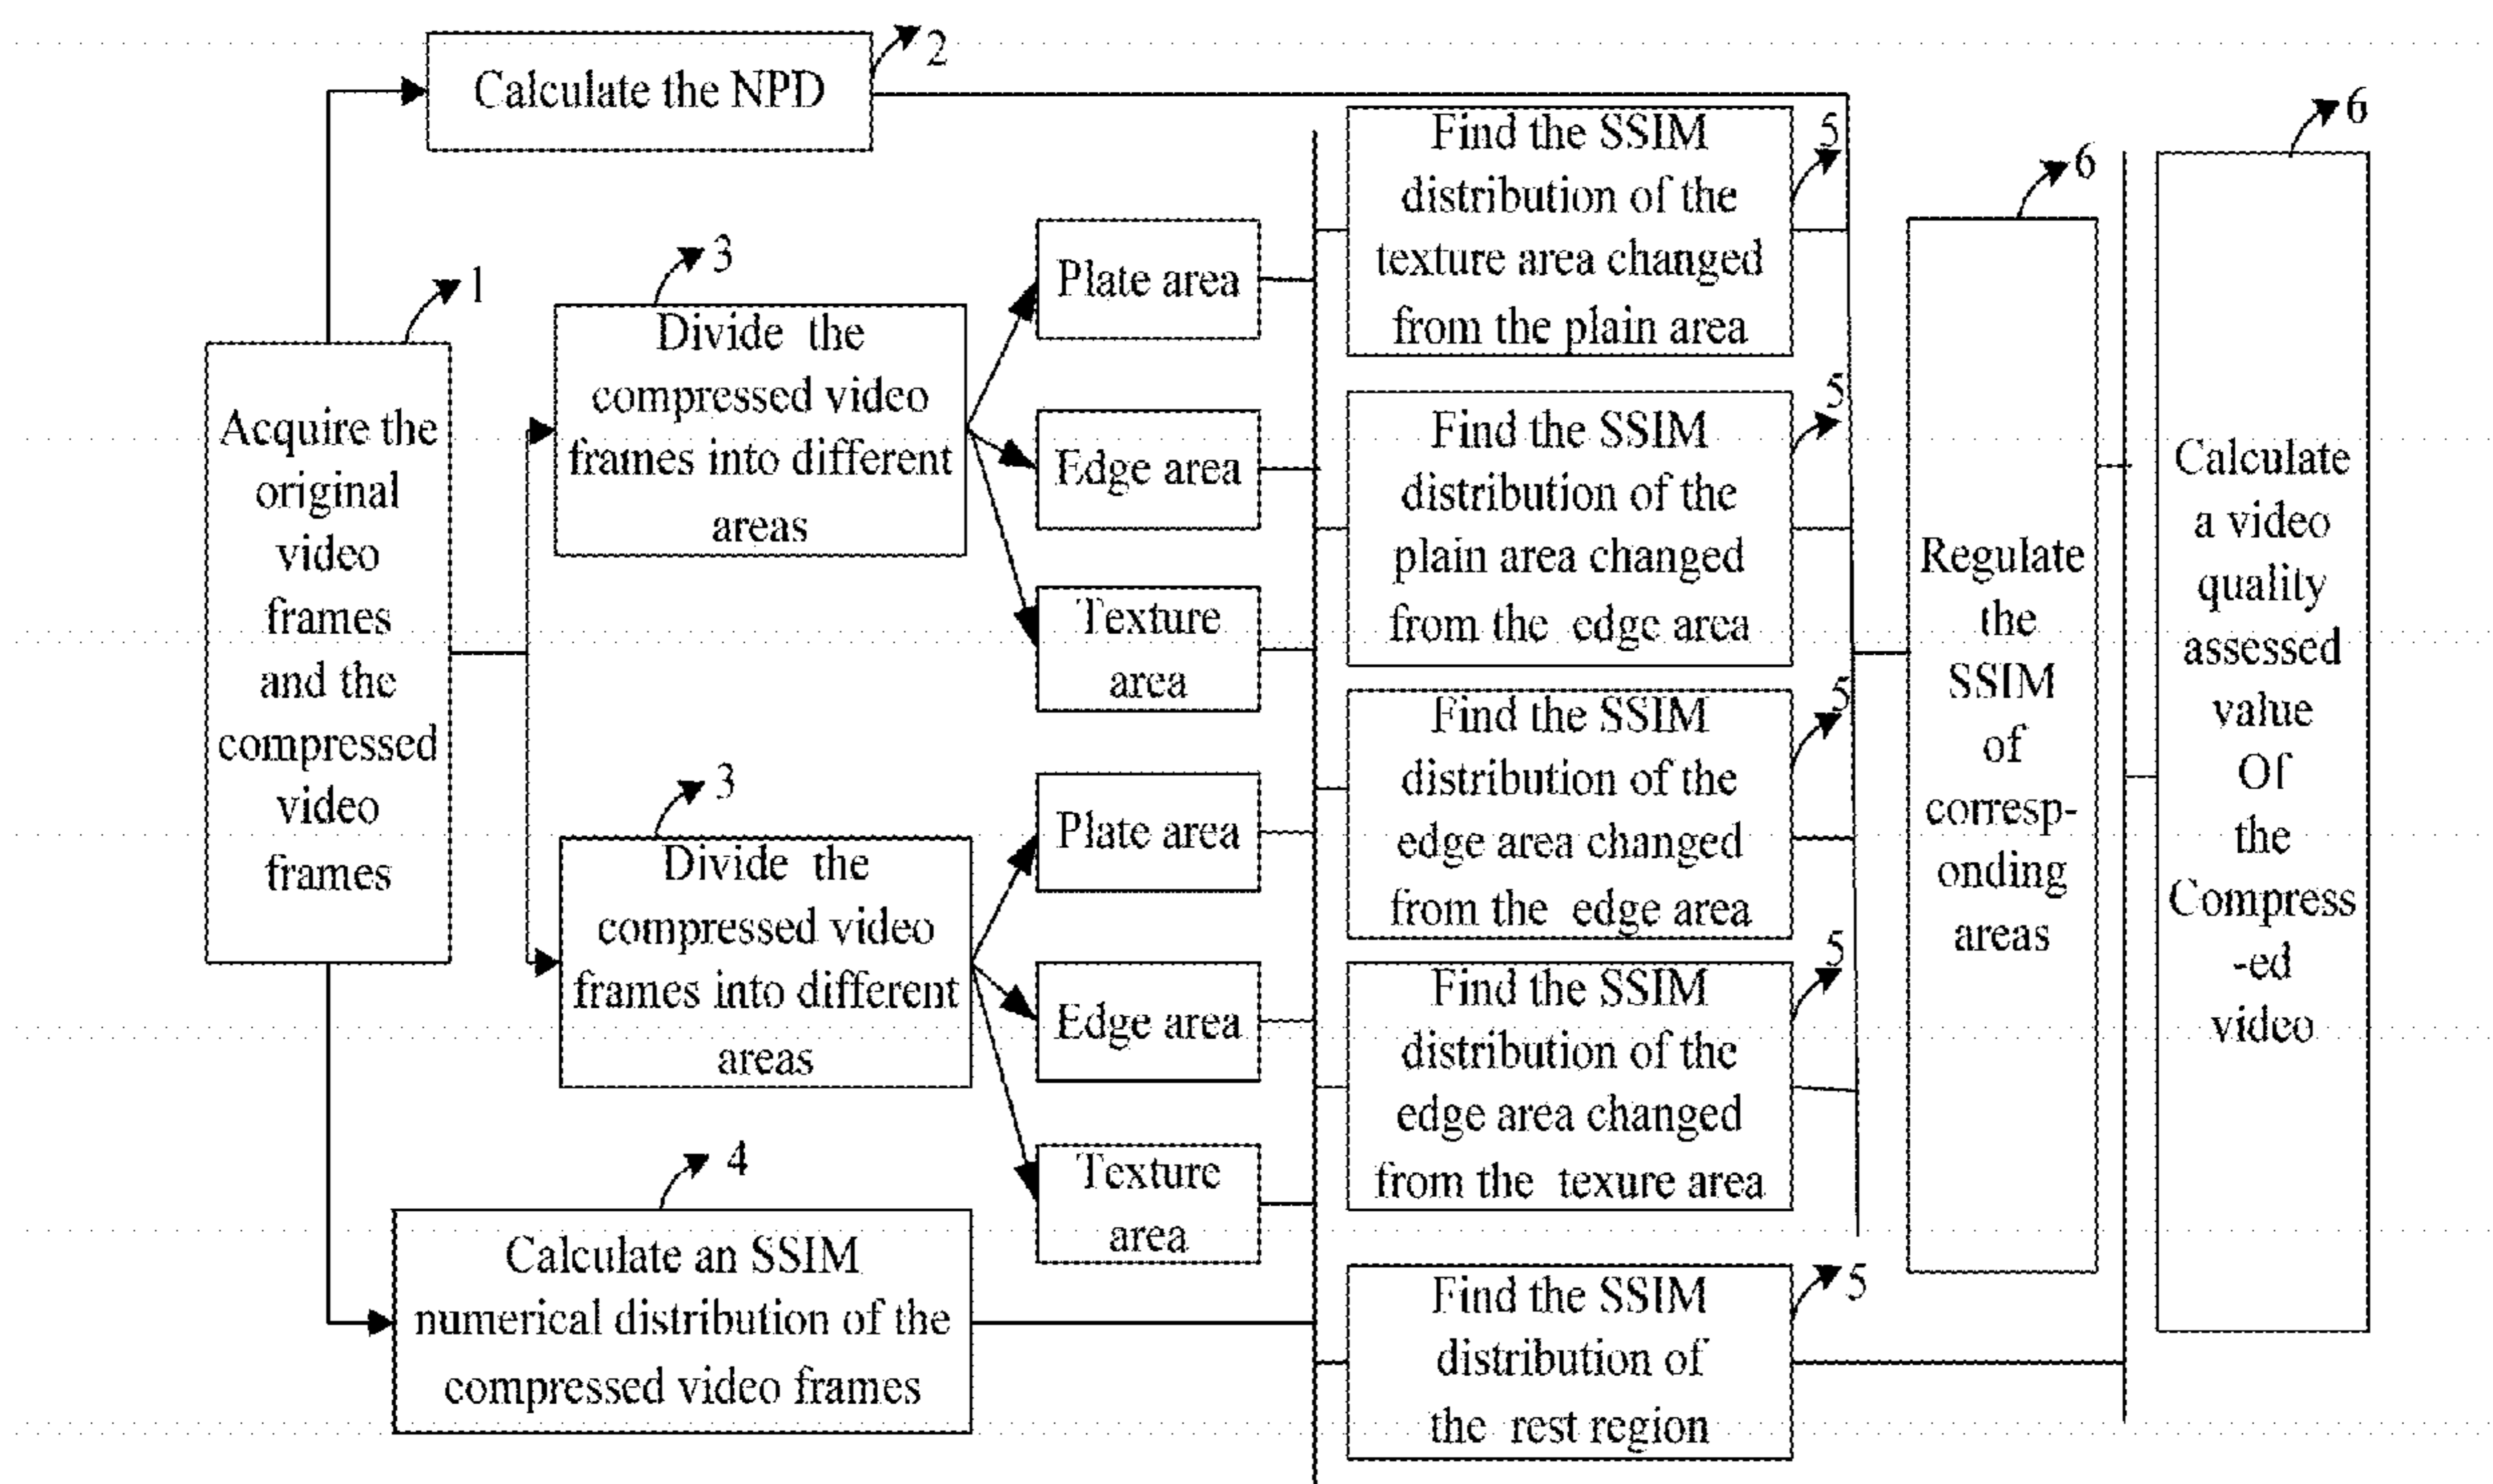 Calculate the NPD
2
1
Acquire the
original
video
frames
and the
compressed
video
frames
3
Divide the
compressed video
frames into different
areas
Plate area
Edge area
Texture
area
3
Divide the
compressed video
frames into different
areas
Plate area
Edge area
Texture
area
4
Calculate an SSIM
numerical distribution of the
compressed video frames
Find the SSIM
distribution of the
texture area changed
from the plain area
5
Find the SSIM
distribution of the
plain area changed
from the edge area
5
Find the SSIM
distribution of the
edge area changed
from the edge area
5
Find the SSIM
distribution of the
edge area changed
from the texure area
5
Find the SSIM
distribution of
the rest region
5
6
Regulate
the
SSIM
of
corresp-
onding
areas
6
Calculate
a video
quality
assessed
value
Of
the
Compress
-ed
video